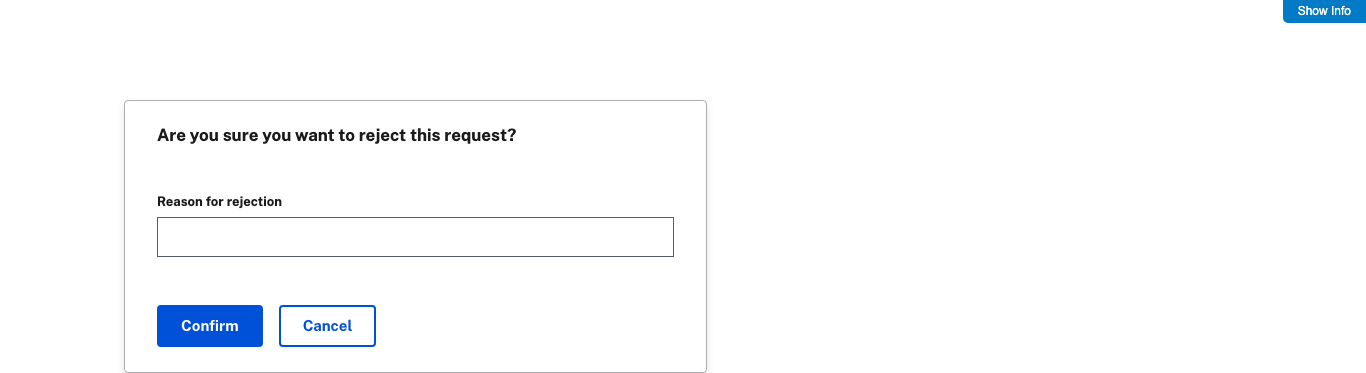 Show Info
Are you sure you want to reject this request?
Reason for rejection
Confirm
Cancel